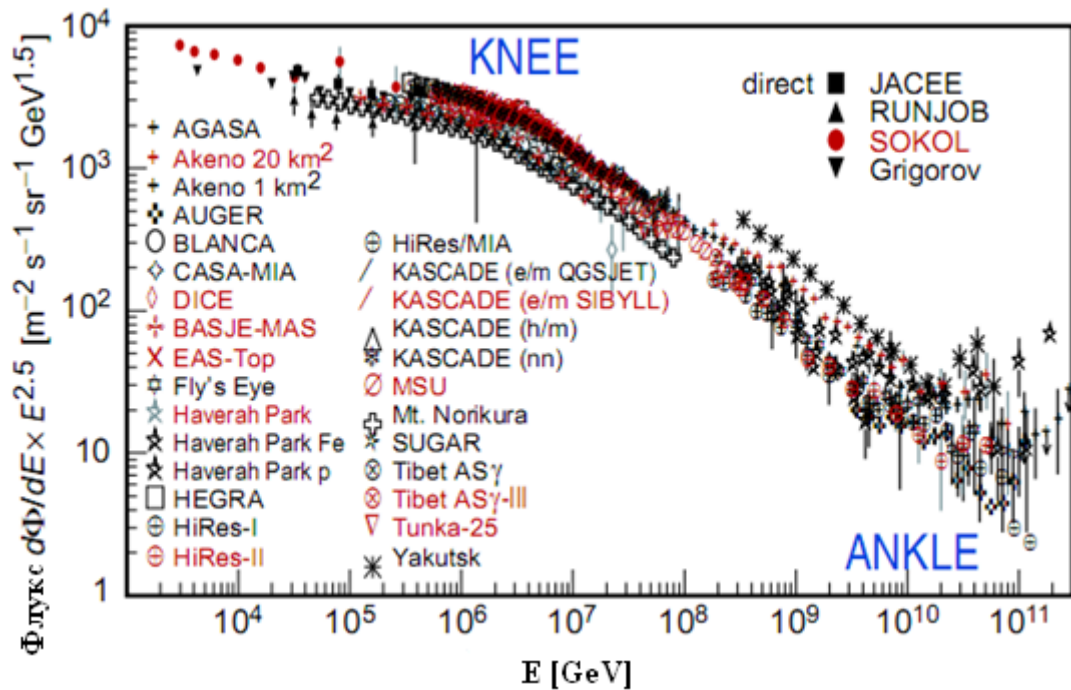 Флукс dΦ/dE × E^2.5 [m^−2 s^−1 sr^−1 GeV^1.5]
10^4
10^3
10^2
10
1
KNEE
direct ■ JACEE
▲ RUNJOB
● SOKOL
▼ Grigorov
AGASA
Akeno 20 km^2
Akeno 1 km^2
AUGER
BLANCA
CASA-MIA
DICE
BASJE-MAS
EAS-Top
Fly's Eye
Haverah Park
Haverah Park Fe
Haverah Park p
HEGRA
HiRes-I
HiRes-II
HiRes/MIA
KASCADE (e/m QGSJET)
KASCADE (e/m SIBYLL)
KASCADE (h/m)
KASCADE (nn)
MSU
Mt. Norikura
SUGAR
Tibet ASγ
Tibet ASγ-III
Tunka-25
Yakutsk
ANKLE
10^4 10^5 10^6 10^7 10^8 10^9 10^10 10^11
E [GeV]